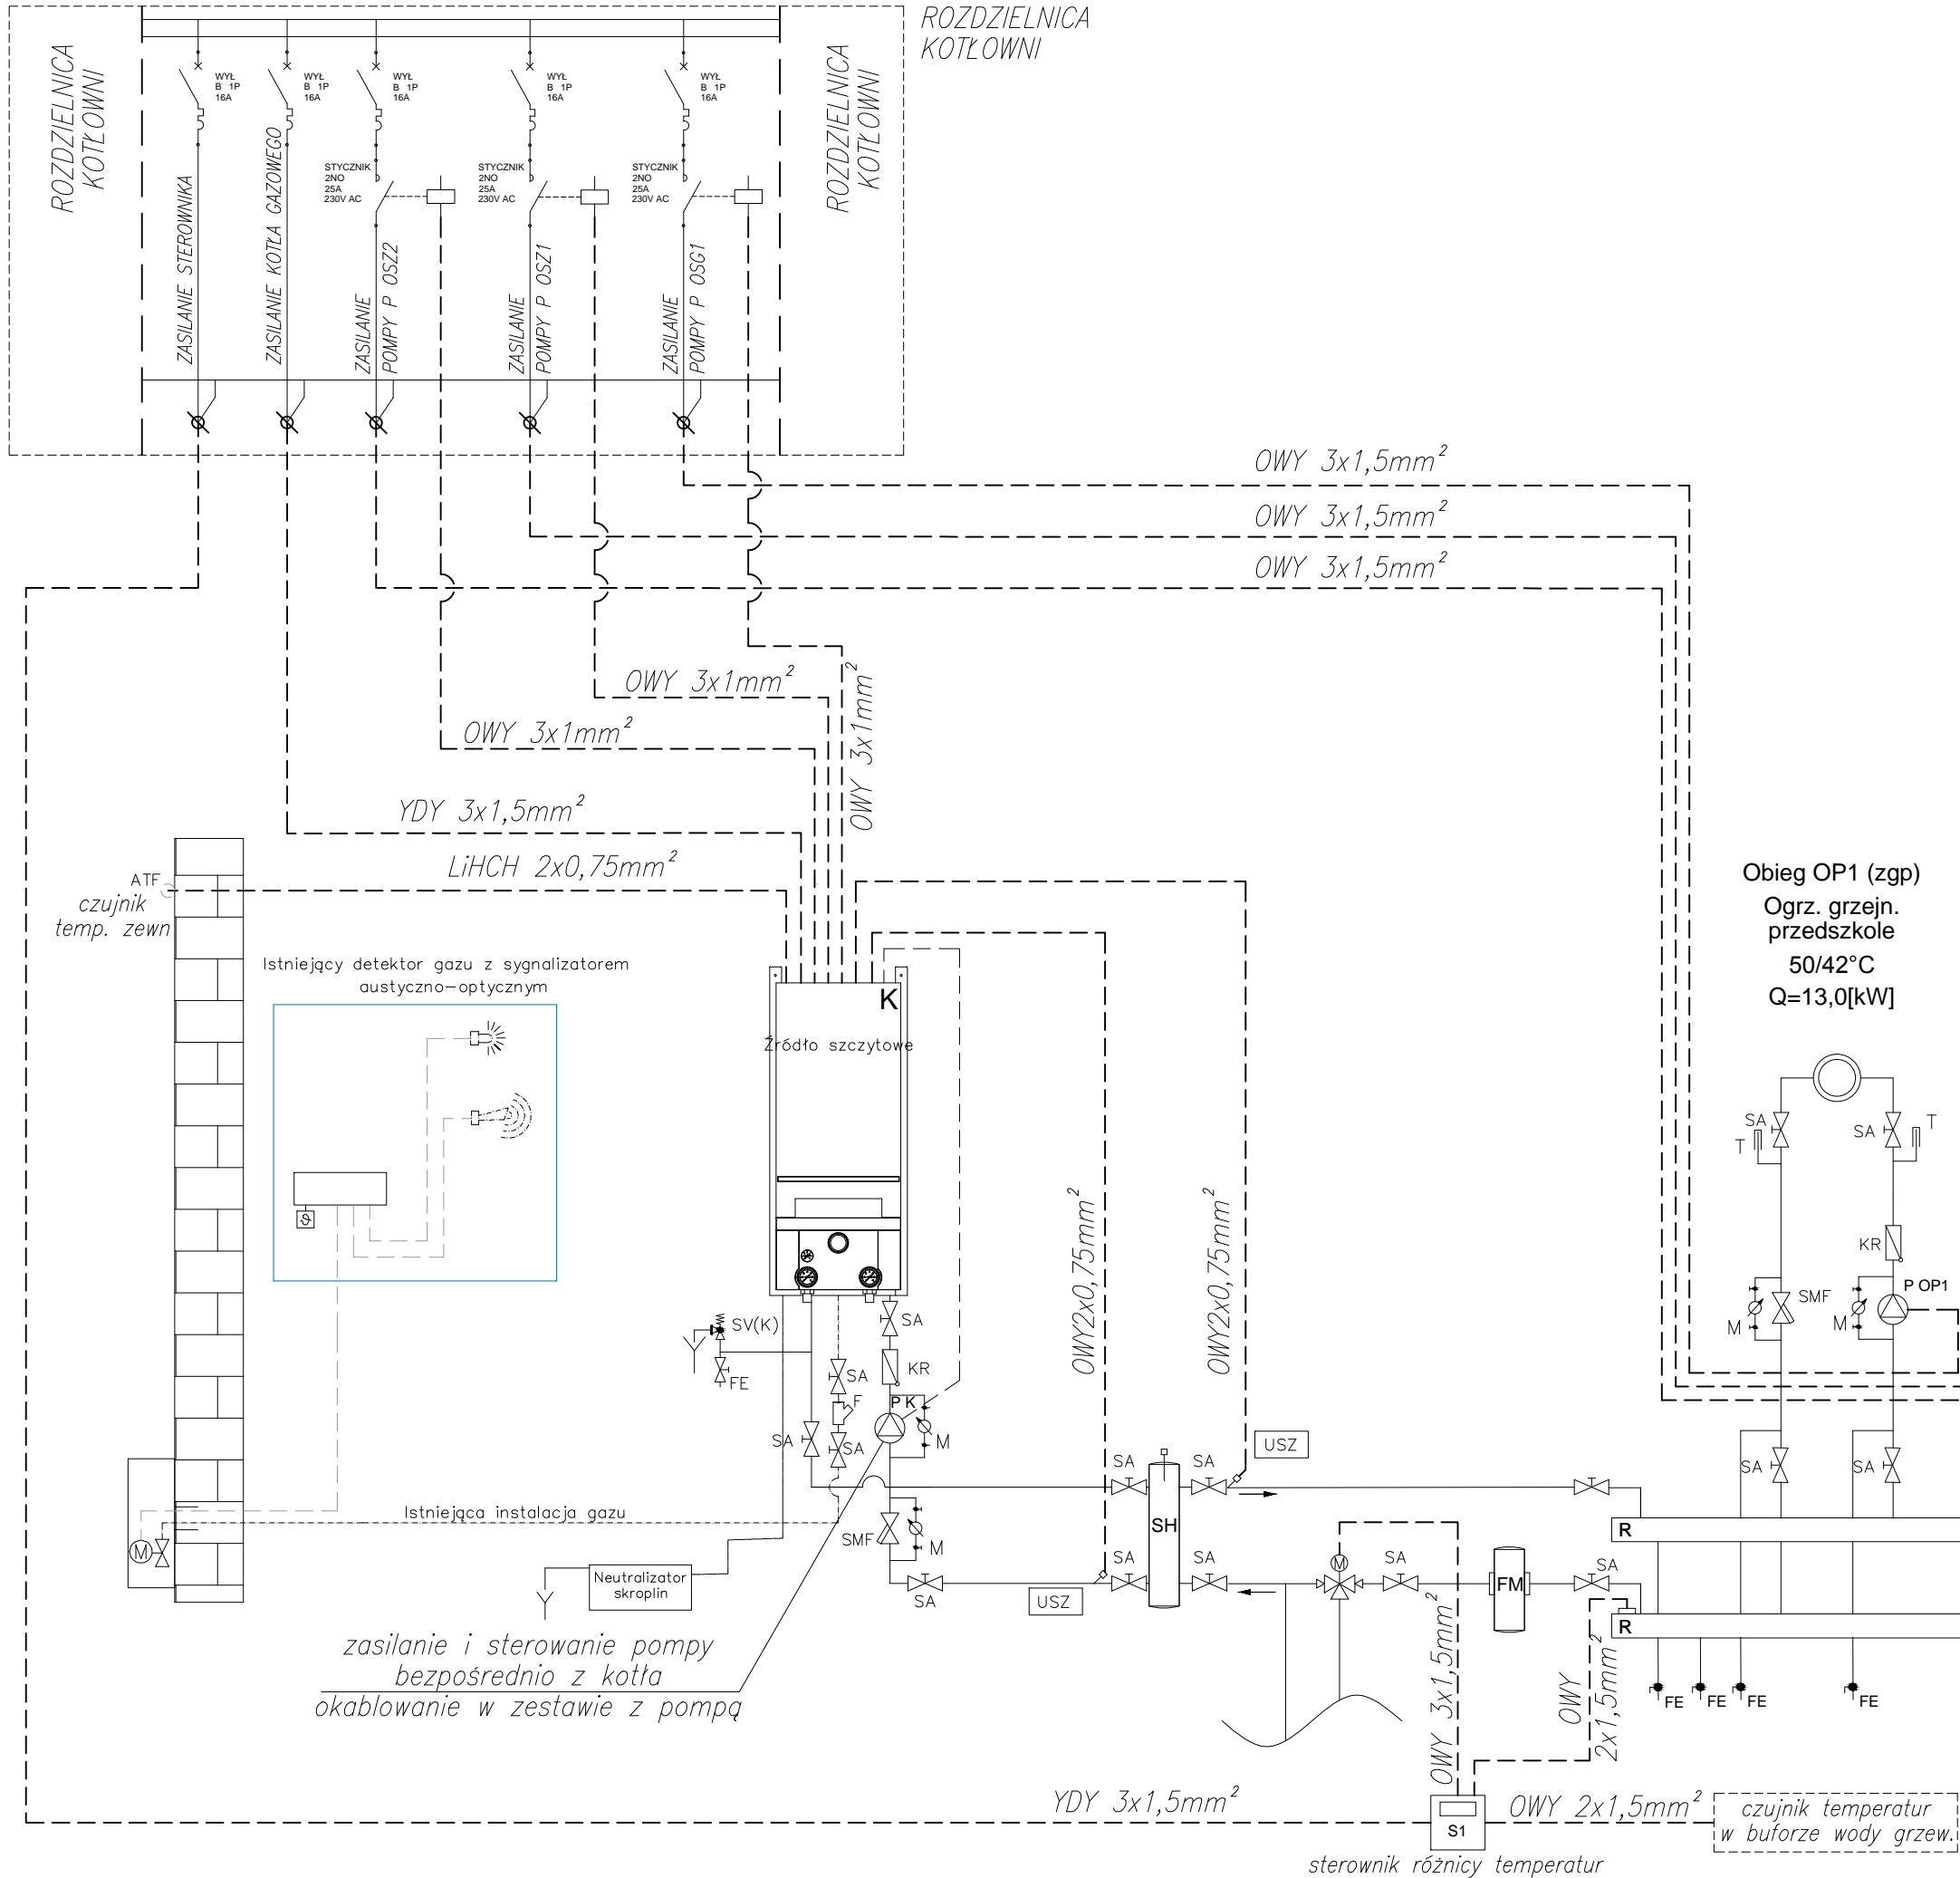 ROZDZIELNICA
KOTŁOWNI
ROZDZIELNICA
KOTŁOWNI
ROZDZIELNICA
KOTŁOWNI
WYŁ
B 1P
16A
WYŁ
B 1P
16A
WYŁ
B 1P
16A
WYŁ
B 1P
16A
WYŁ
B 1P
16A
STYCZNIK
2NO
25A
230V AC
STYCZNIK
2NO
25A
230V AC
STYCZNIK
2NO
25A
230V AC
ZASILANIE STEROWNIKA
ZASILANIE KOTŁA GAZOWEGO
ZASILANIE
POMPY P OSZ2
ZASILANIE
POMPY P OSZ1
ZASILANIE
POMPY P OSG1
OWY 3x1,5mm²
OWY 3x1,5mm²
OWY 3x1,5mm²
OWY 3x1mm²
OWY 3x1mm²
OWY 3x1mm²
YDY 3x1,5mm²
LiHCH 2x0,75mm²
ATF
czujnik
temp. zewn
Istniejący detektor gazu z sygnalizatorem
austyczno-optycznym
K
Źródło szczytowe
Obieg OP1 (zgp)
Ogrz. grzejn.
przedszkole
50/42°C
Q=13,0[kW]
SA
T
SA
T
KR
P OP1
SMF
M
M
OWY2x0,75mm²
OWY2x0,75mm²
SV(K)
FE
SA
KR
SA
F
P K
SA
SA
M
USZ
SA
SA
SA
SA
SH
Istniejąca instalacja gazu
SMF
M
M
SA
SA
M
SA
SA
FM
R
R
Neutralizator
skroplin
SA
USZ
zasilanie i sterowanie pompy
bezpośrednio z kotła
okablowanie w zestawie z pompą
OWY 3x1,5mm²
OWY
2x1,5mm²
FE
FE
FE
FE
YDY 3x1,5mm²
S1
OWY 2x1,5mm²
czujnik temperatur
w buforze wody grzew.
sterownik różnicy temperatur